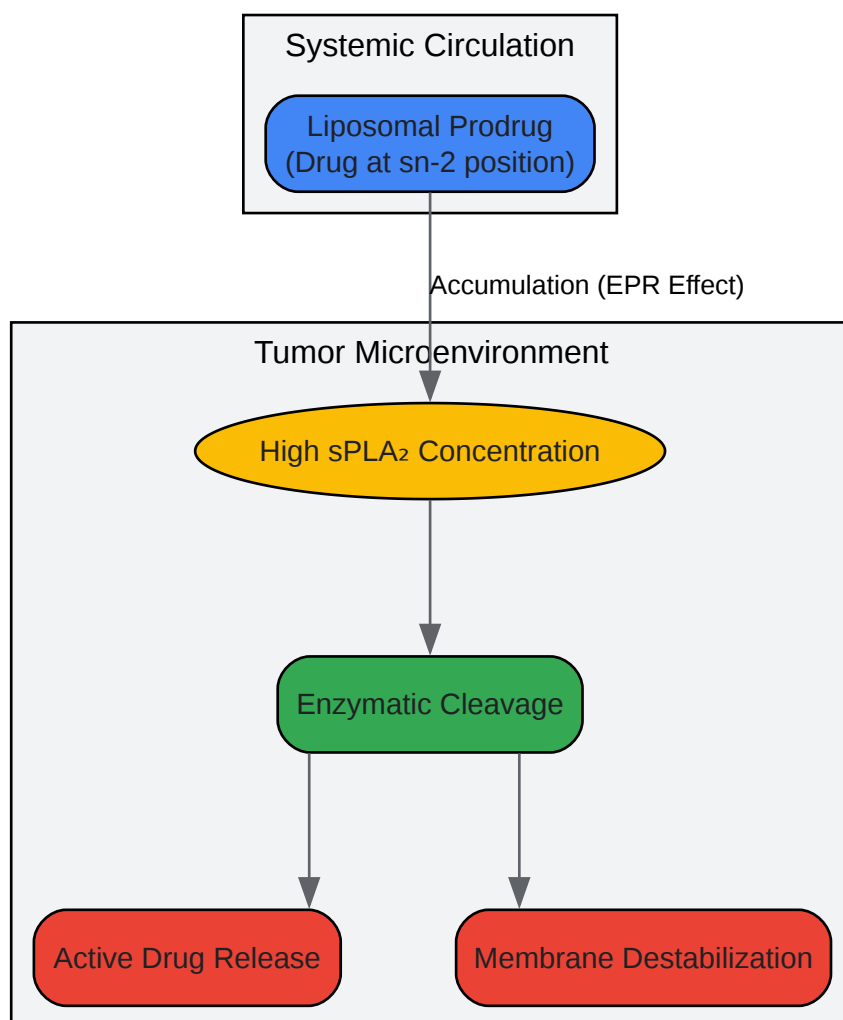 Systemic Circulation
Liposomal Prodrug
(Drug at sn-2 position)
Accumulation (EPR Effect)
Tumor Microenvironment
High sPLA₂ Concentration
Enzymatic Cleavage
Active Drug Release
Membrane Destabilization